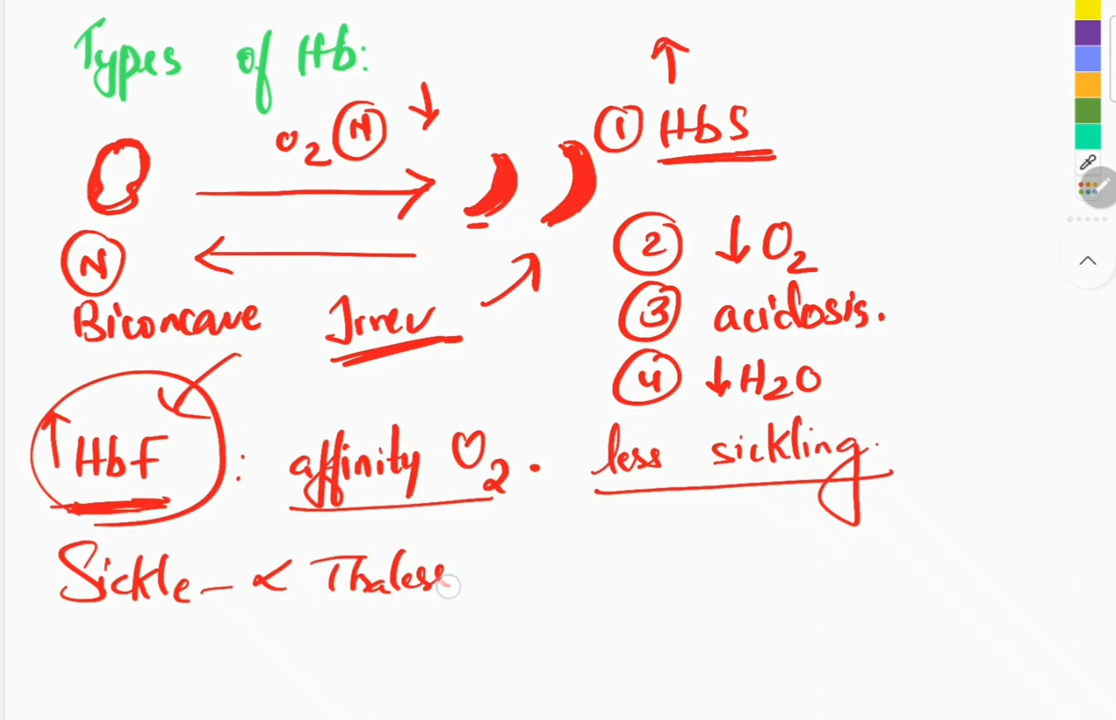 Types of Hb:
O2 (N) ↓
↑
① HbS
(N)
② ↓ O2
Biconcave
Irrev
③ acidosis.
④ ↓ H2O
↑ HbF : affinity O2. less sickling.
Sickle - α Thaless